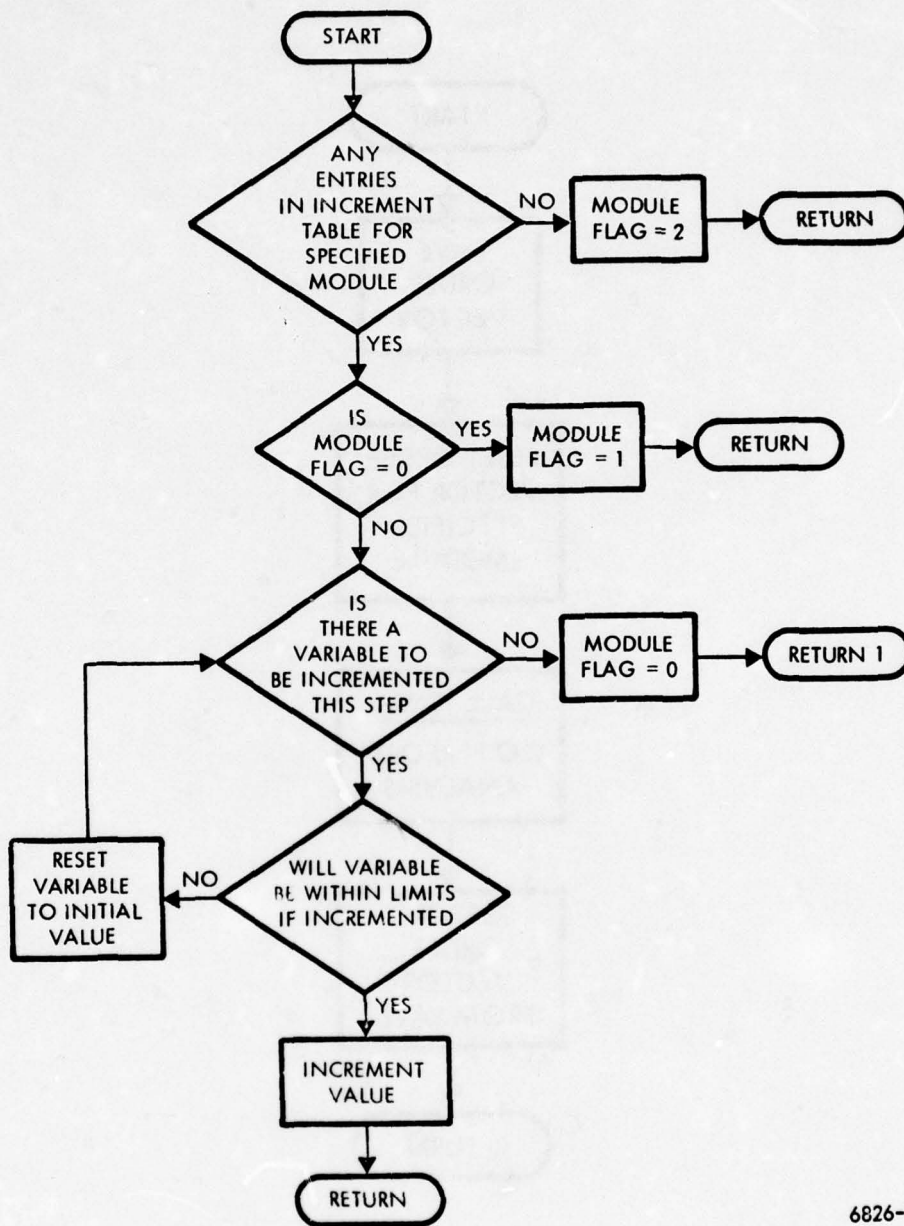 START
ANY
ENTRIES
IN INCREMENT
TABLE FOR
SPECIFIED
MODULE
NO
MODULE
FLAG = 2
RETURN
YES
IS
MODULE
FLAG = 0
YES
MODULE
FLAG = 1
RETURN
NO
IS
THERE A
VARIABLE TO
BE INCREMENTED
THIS STEP
NO
MODULE
FLAG = 0
RETURN 1
YES
WILL VARIABLE
BE WITHIN LIMITS
IF INCREMENTED
NO
RESET
VARIABLE
TO INITIAL
VALUE
YES
INCREMENT
VALUE
RETURN
6826-